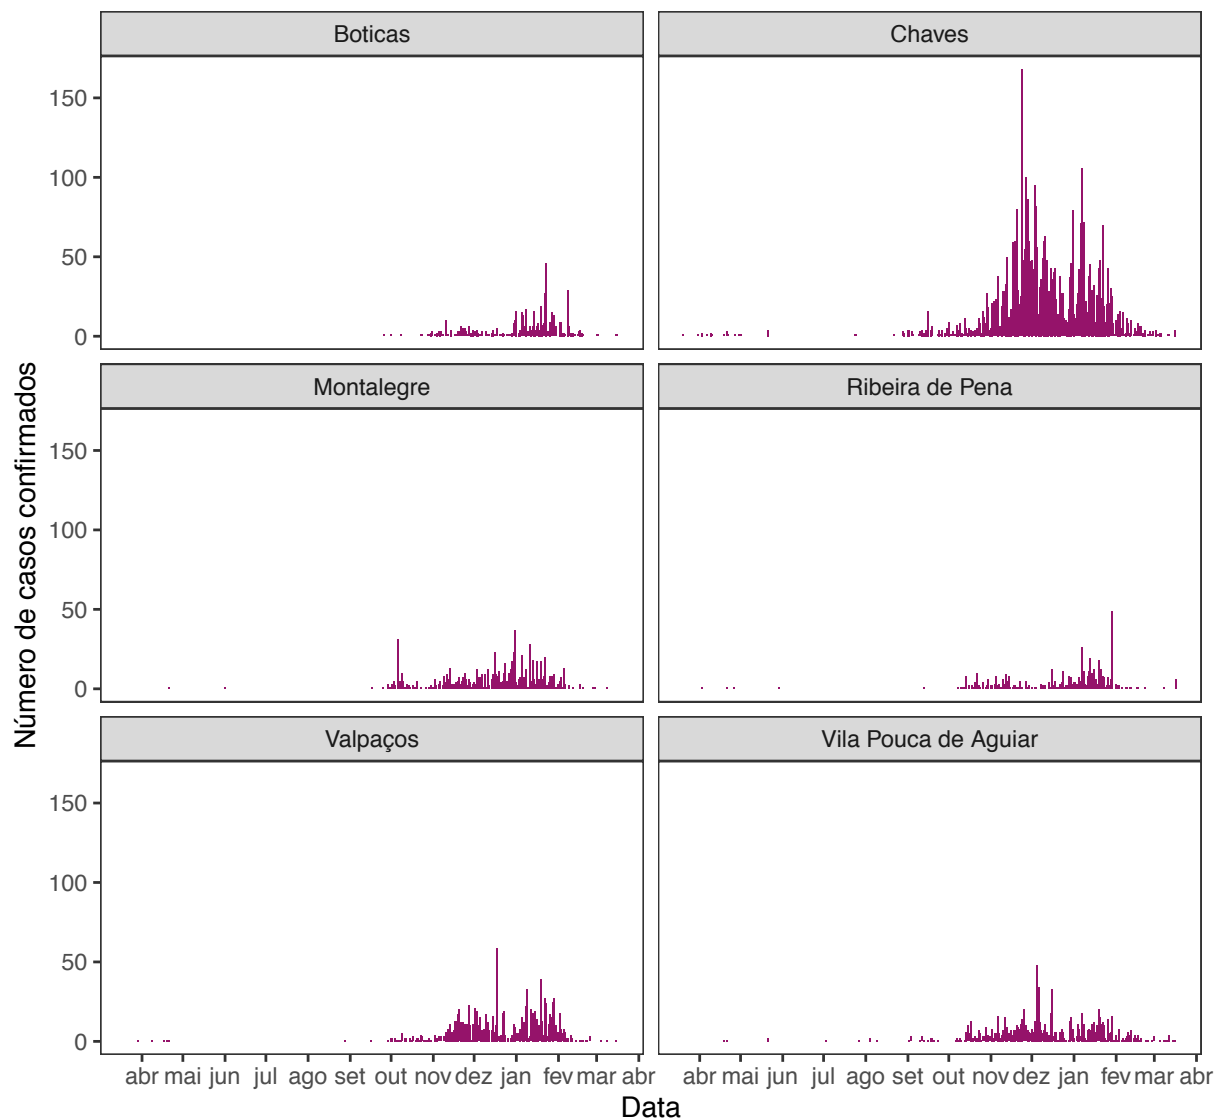 Boticas
Chaves
150
100
50
0
Montalegre
Ribeira de Pena
150
100
50
0
Valpaços
Vila Pouca de Aguiar
150
100
50
0
abr mai jun jul ago set out nov dez jan fev mar abr
abr mai jun jul ago set out nov dez jan fev mar abr
Data
Número de casos confirmados